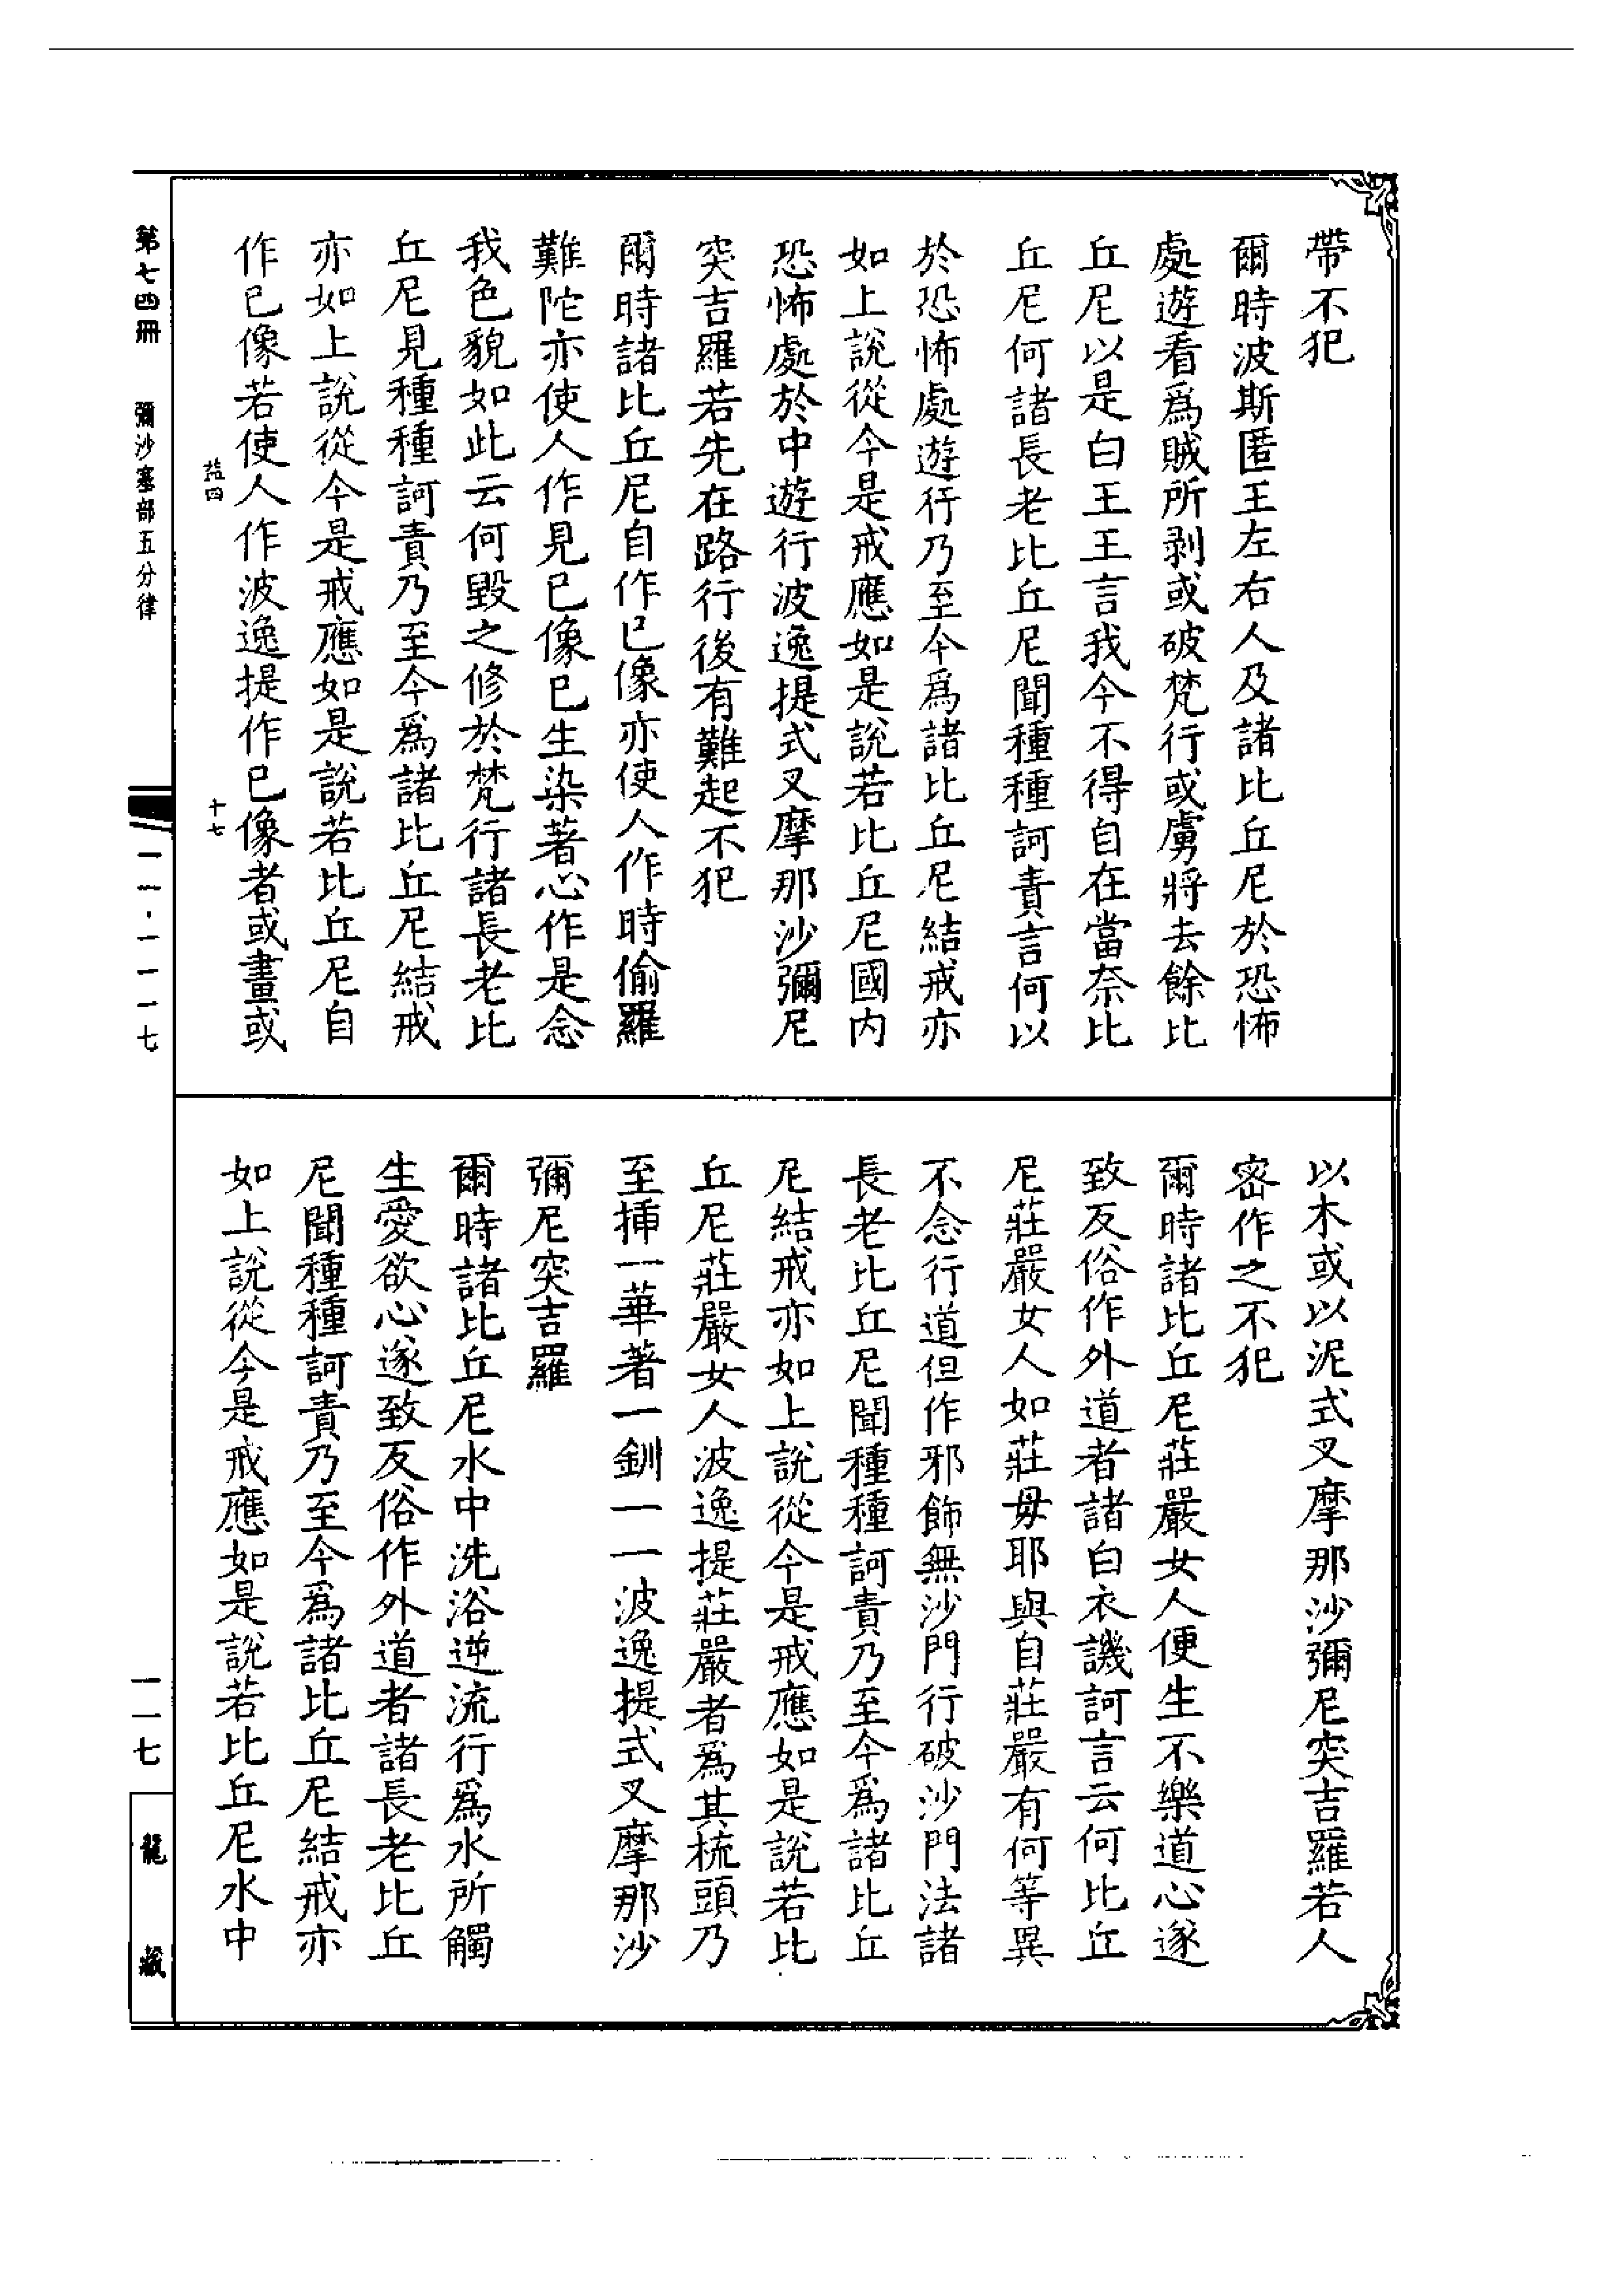 帶不犯
爾時波斯匿王左右人及諸比丘尼於恐怖
處遊看爲賊所剥或破梵行或虜將去餘比
丘尼以是白王王言我今不得自在當奈比
丘尼何諸長老比丘尼聞種種訶責言何以
於恐怖處遊行乃至今爲諸比丘尼結戒亦
如上說從今是戒應如是說若比丘尼國内
恐怖處於中遊行波逸提式叉摩那沙彌尼
突吉羅若先在路行後有難起不犯
爾時諸比丘尼自作已像亦使人作時偷羅
難陀亦使人作見已像已生染著心作是念
我色貌如此云何毀之修於梵行諸長老比
丘尼見種種訶責乃至今爲諸比丘尼結戒
亦如上說從今是戒應如是說若比丘尼自
作已像若使人作波逸提作已像者或畫或
以木或以泥式叉摩那沙彌尼突吉羅若人
密作之不犯
爾時諸比丘尼莊嚴女人便生不樂道心遂
致反俗作外道者諸白衣譏訶言云何比丘
尼莊嚴女人如莊毋耶與自莊嚴有何等異
不念行道但作邪飾無沙門行破沙門法諸
長老比丘尼聞種種訶責乃至今爲諸比丘
尼結戒亦如上說從今是戒應如是說若比
丘尼莊嚴女人波逸提莊嚴者爲其梳頭乃
至揷一華著一釧一一波逸提式叉摩那沙
彌尼突吉羅
爾時諸比丘尼水中洗浴逆流行爲水所觸
生愛欲心遂致反俗作外道者諸長老比丘
尼聞種種訶責乃至今爲諸比丘尼結戒亦
如上說從今是戒應如是說若比丘尼水中
益四
十七
第七四冊
彌沙塞部五分律
一一七
龍藏